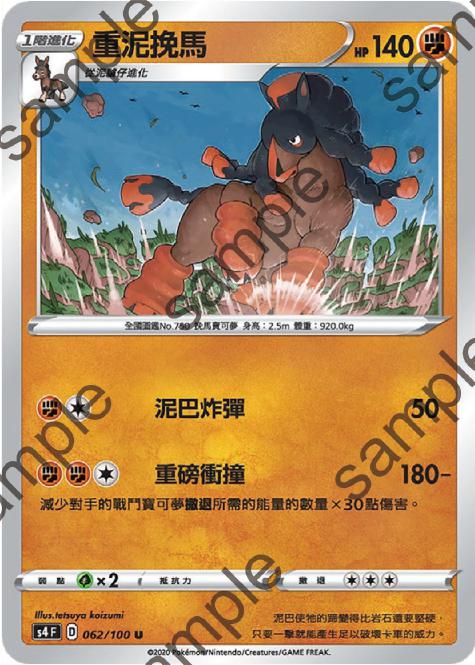 1階進化
重泥挽馬
HP 140
從泥驢仔進化
全國圖鑑No.750 挽馬寶可夢 身高：2.5m 體重：920.0kg
泥巴炸彈 50
重磅衝撞 180-
減少對手的戰鬥寶可夢撤退所需的能量的數量×30點傷害。
弱點 ×2 抵抗力 撤退
Illus.tetsuya koizumi
s4 F D 062/100 U
泥巴使牠的蹄變得比岩石還要堅硬，
只要一擊就能產生足以破壞卡車的威力。
©2020 Pokémon/Nintendo/Creatures/GAME FREAK.
sample
sample
sample
sample
sample
sample
sample